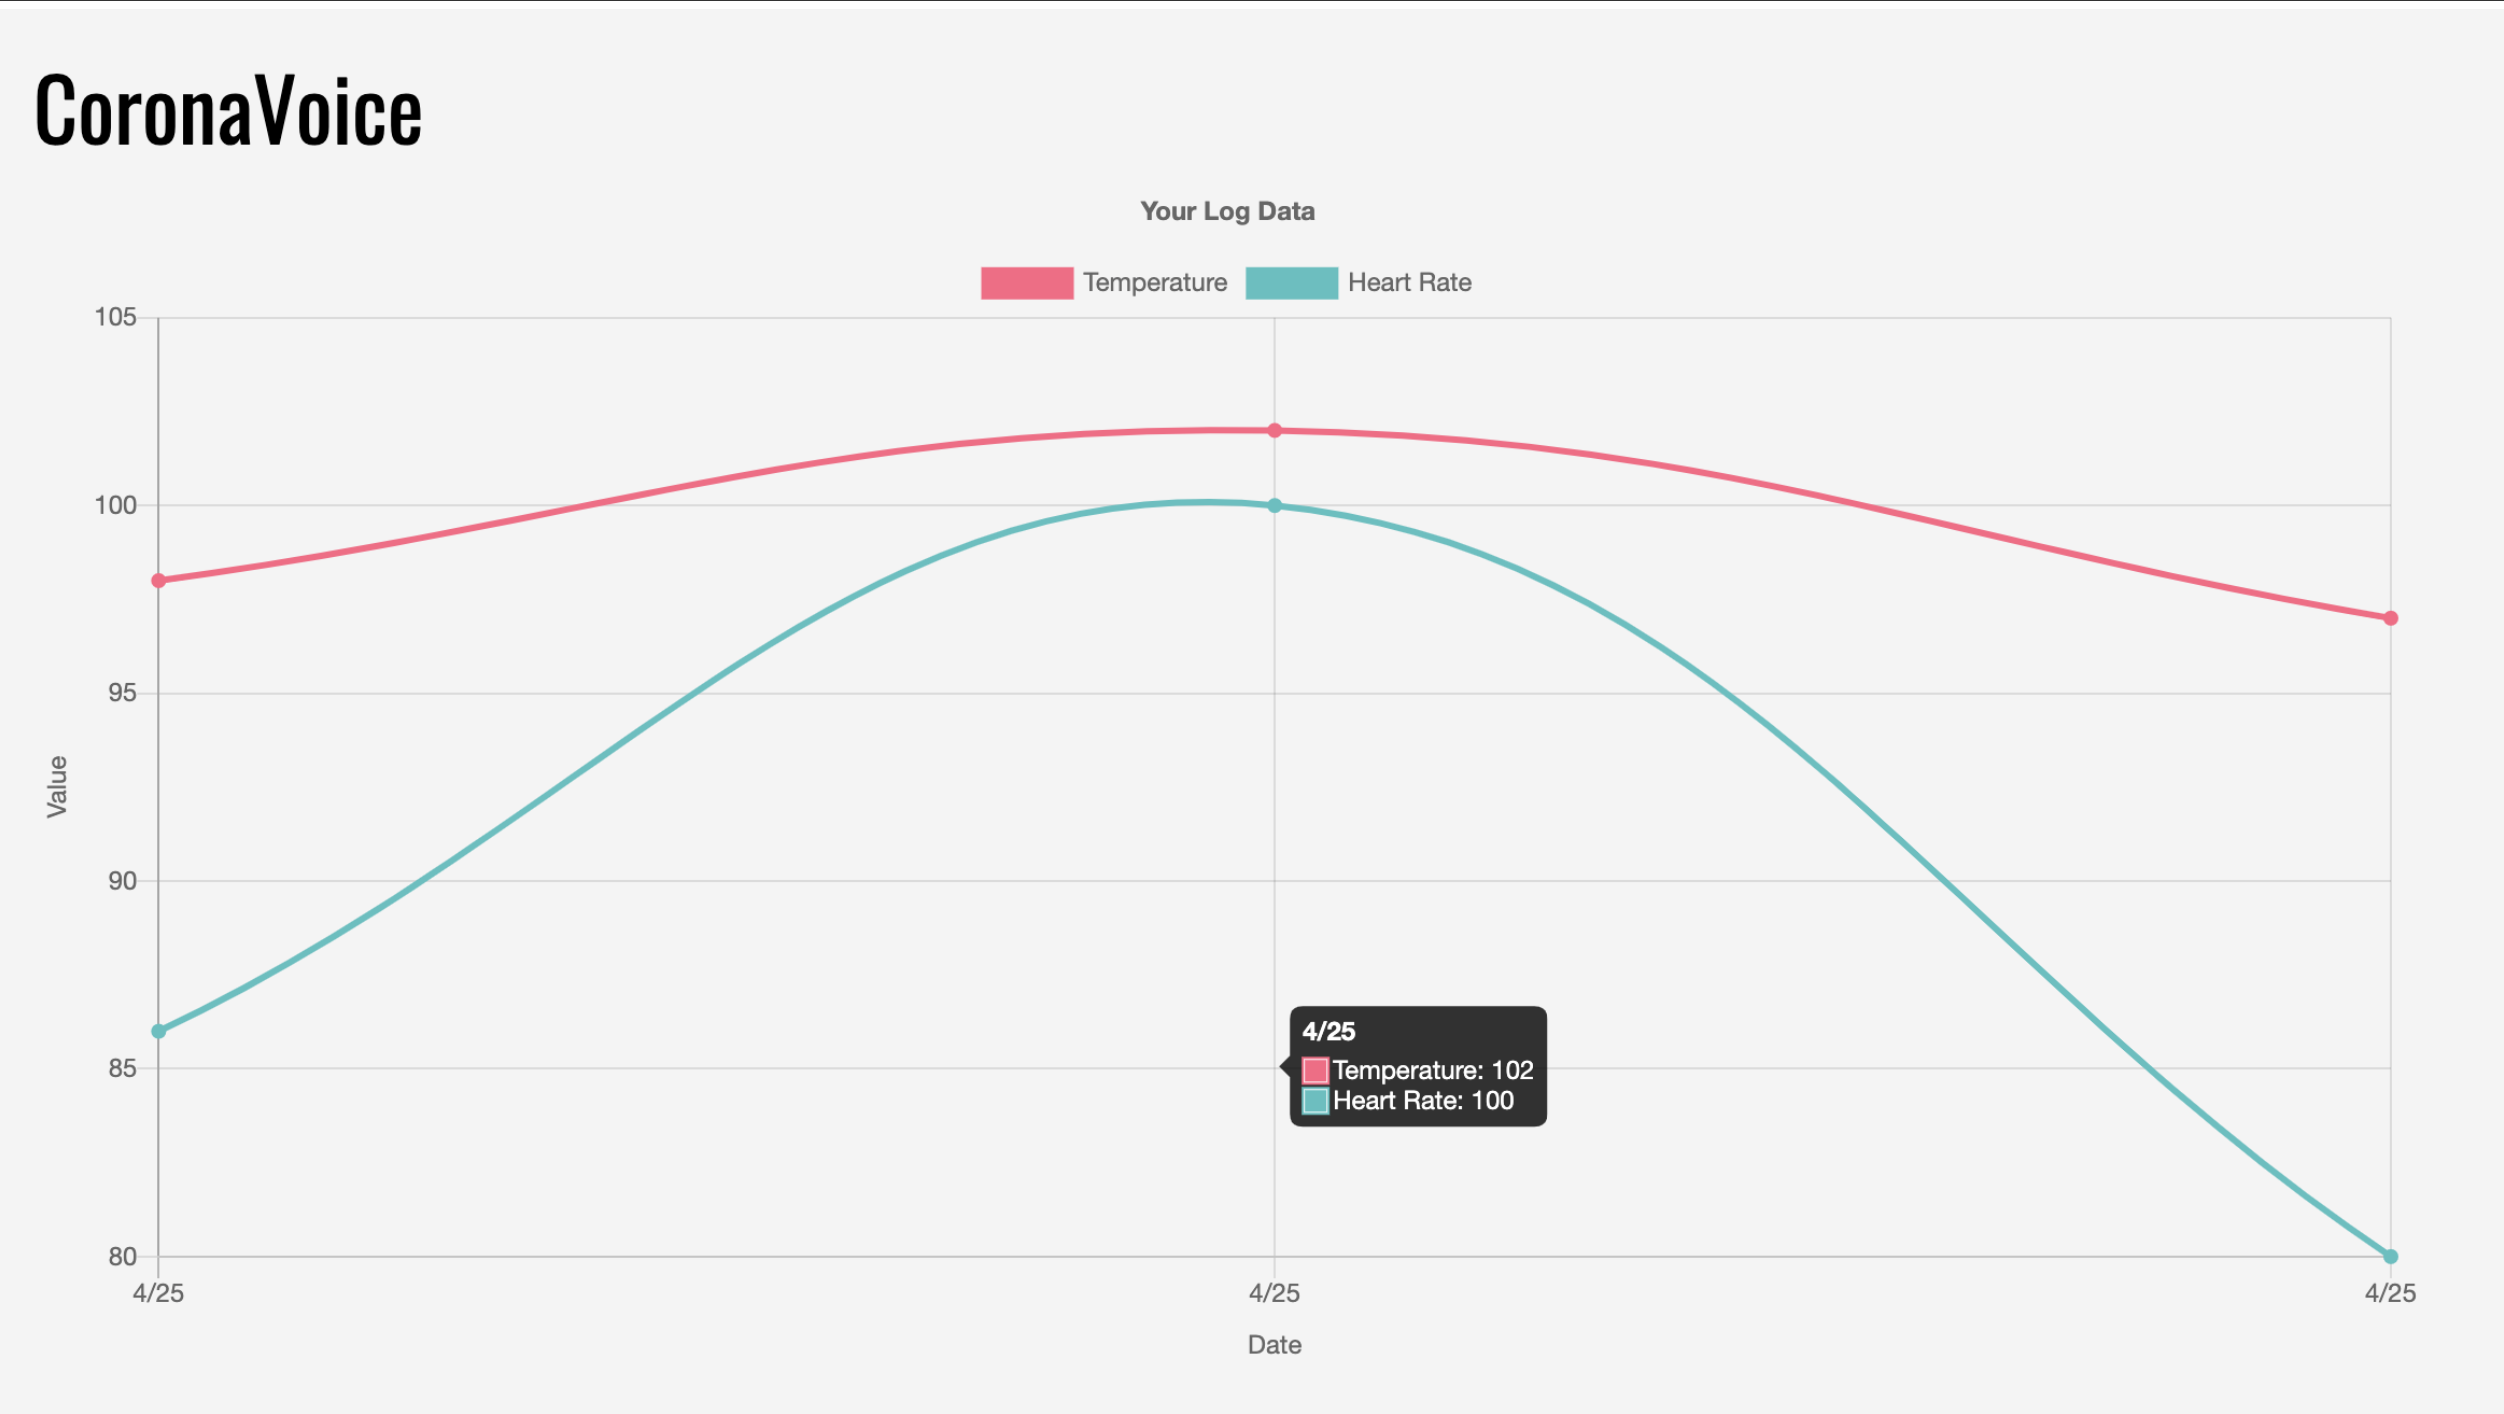 CoronaVoice
Your Log Data
Temperature Heart Rate
105
100
95
90
85
80
Value
4/25
Temperature: 102
Heart Rate: 100
4/25 4/25 4/25
Date